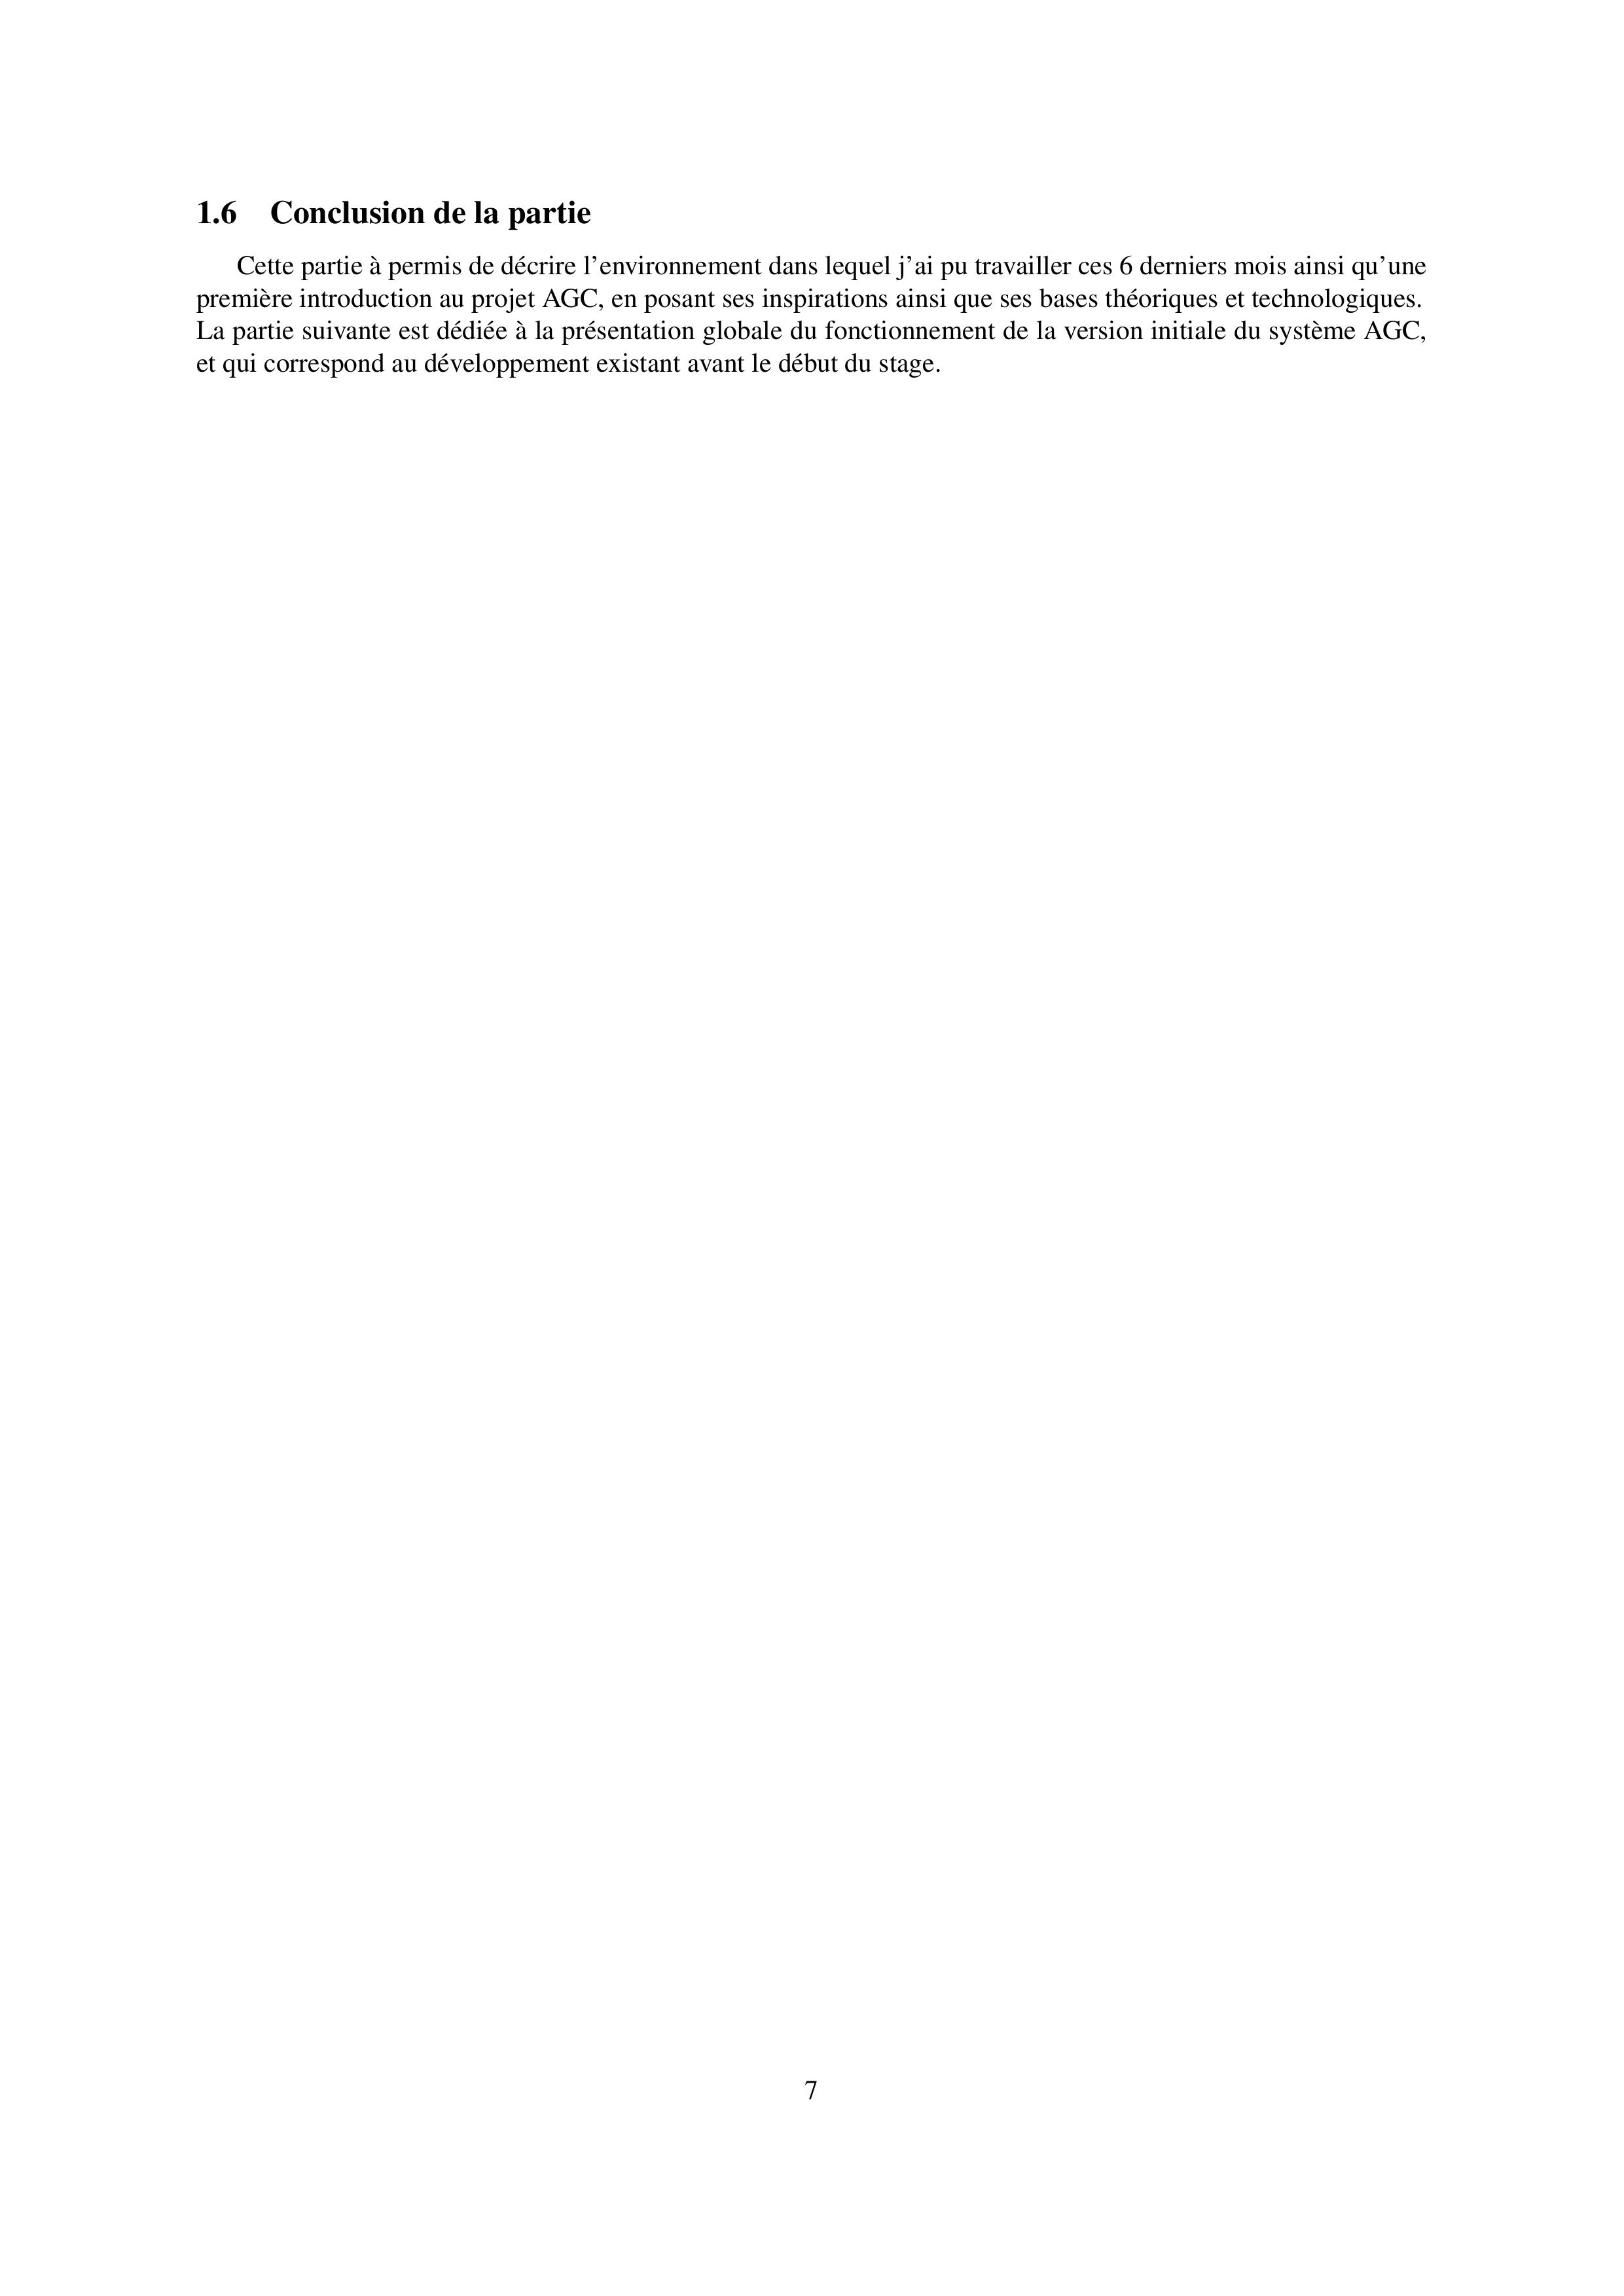 1.6 Conclusion de la partie
Cette partie à permis de décrire l'environnement dans lequel j'ai pu travailler ces 6 derniers mois ainsi qu'une
première introduction au projet AGC, en posant ses inspirations ainsi que ses bases théoriques et technologiques.
La partie suivante est dédiée à la présentation globale du fonctionnement de la version initiale du système AGC,
et qui correspond au développement existant avant le début du stage.
7